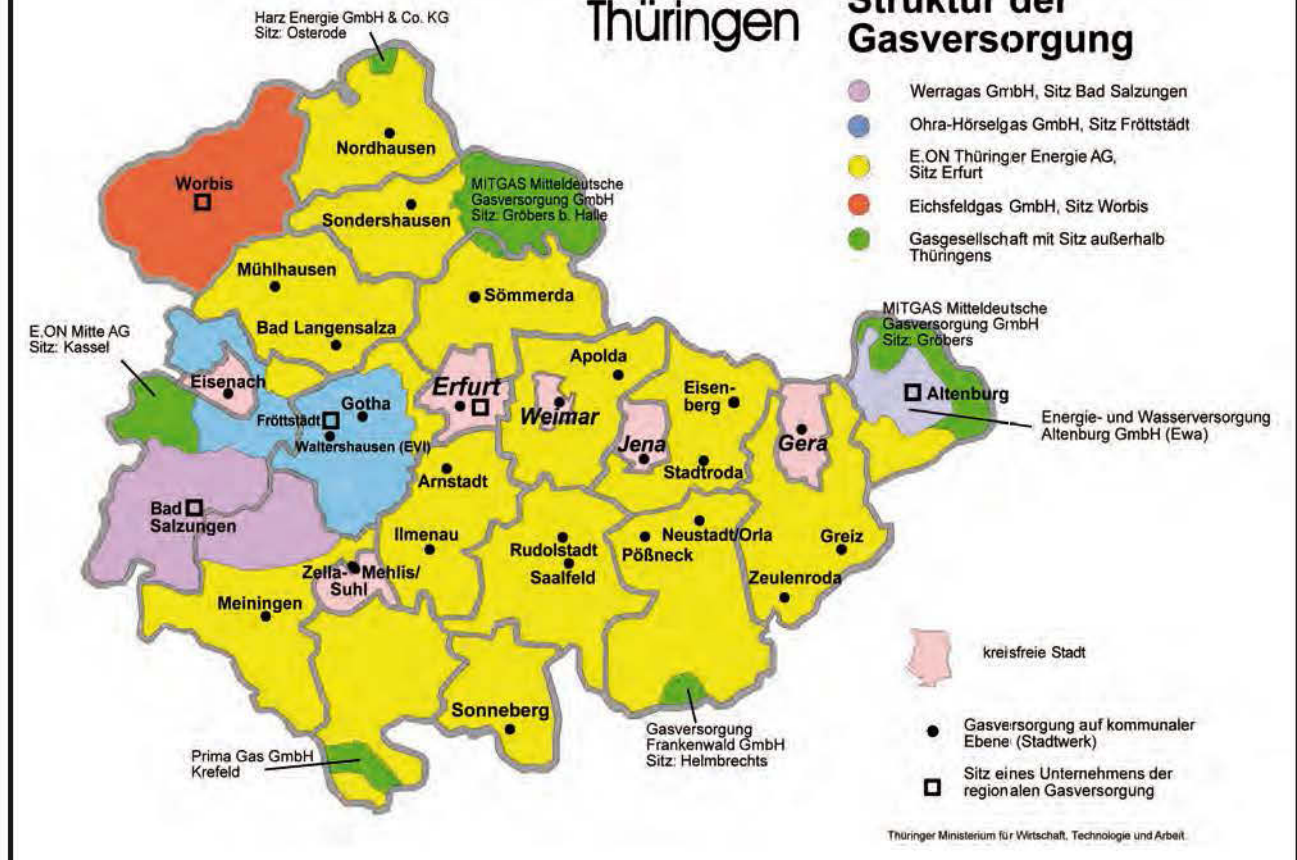 Harz Energie GmbH & Co. KG
Sitz: Osterode
Thüringen
Struktur der
Gasversorgung
Werragas GmbH, Sitz Bad Salzungen
Ohra-Hörselgas GmbH, Sitz Fröttstädt
E.ON Thüringer Energie AG,
Sitz Erfurt
Eichsfeldgas GmbH, Sitz Worbis
Gasgesellschaft mit Sitz außerhalb
Thüringens
Nordhausen
Worbis
MITGAS Mitteldeutsche
Gasversorgung GmbH
Sitz: Gröbers b. Halle
Sondershausen
Mühlhausen
Sömmerda
Bad Langensalza
E.ON Mitte AG
Sitz: Kassel
MITGAS Mitteldeutsche
Gasversorgung GmbH
Sitz: Gröbers
Apolda
Eisenach
Erfurt
Eisen-
berg
Altenburg
Gotha
Fröttstädt
Weimar
Waltershausen (EVI)
Jena
Gera
Energie- und Wasserversorgung
Altenburg GmbH (Ewa)
Stadtroda
Arnstadt
Bad
Salzungen
Ilmenau
Rudolstadt
Saalfeld
Neustadt/Orla
Pößneck
Greiz
Zella- Mehlis/
Suhl
Zeulenroda
Meiningen
kreisfreie Stadt
Sonneberg
Gasversorgung
Frankenwald GmbH
Sitz: Helmbrechts
Gasversorgung auf kommunaler
Ebene (Stadtwerk)
Prima Gas GmbH
Krefeld
Sitz eines Unternehmens der
regionalen Gasversorgung
Thüringer Ministerium für Wirtschaft, Technologie und Arbeit